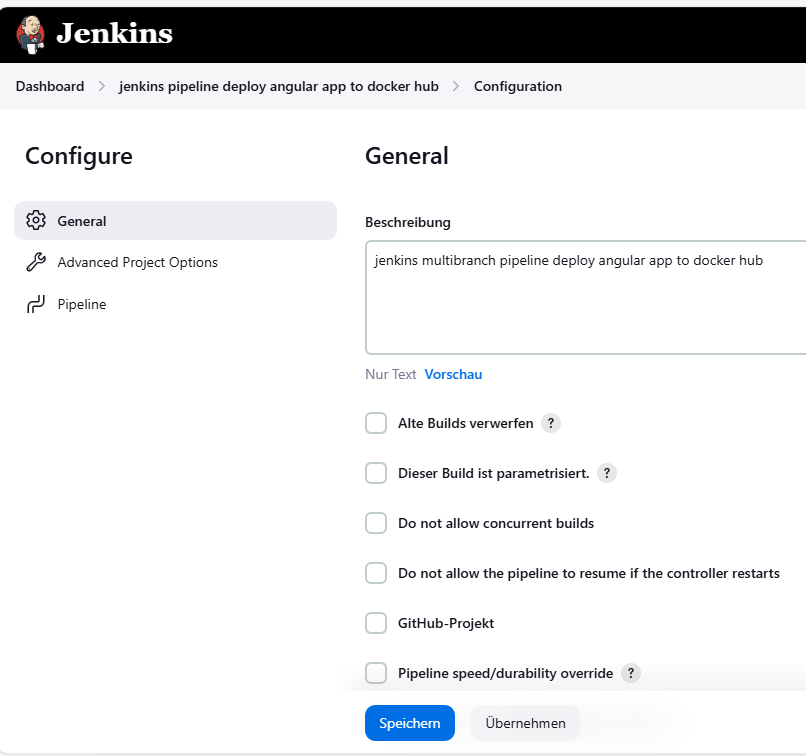 Jenkins
Dashboard > jenkins pipeline deploy angular app to docker hub > Configuration
Configure
General
Advanced Project Options
Pipeline
General
Beschreibung
jenkins multibranch pipeline deploy angular app to docker hub
Nur Text Vorschau
Alte Builds verwerfen ?
Dieser Build ist parametrisiert. ?
Do not allow concurrent builds
Do not allow the pipeline to resume if the controller restarts
GitHub-Projekt
Pipeline speed/durability override ?
Speichern Übernehmen